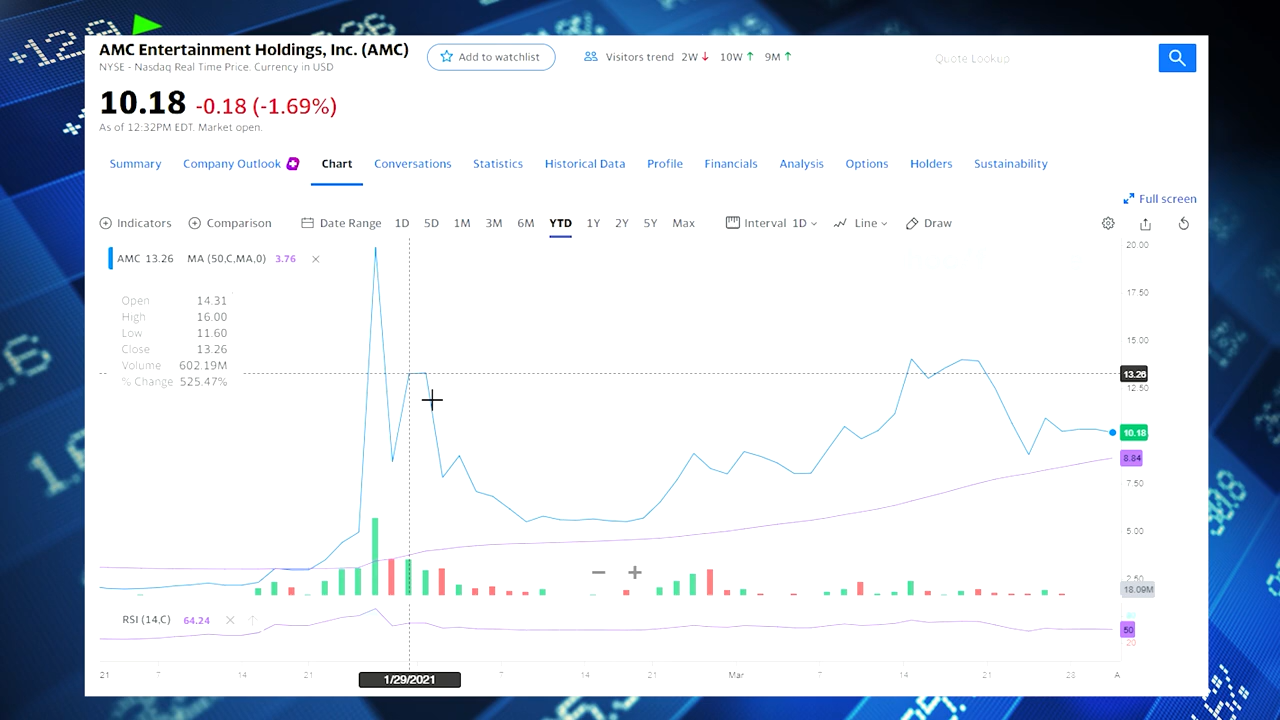 AMC Entertainment Holdings, Inc. (AMC)
Add to watchlist
Visitors trend 2W 10W 9M
Quote Lookup
NYSE - Nasdaq Real Time Price. Currency in USD
10.18 -0.18 (-1.69%)
As of 12:32PM EDT. Market open.
Summary Company Outlook Chart Conversations Statistics Historical Data Profile Financials Analysis Options Holders Sustainability
Full screen
Indicators Comparison Date Range 1D 5D 1M 3M 6M YTD 1Y 2Y 5Y Max Interval 1D Line Draw
AMC 13.26 MA (50,C,MA,0) 3.76
Open 14.31
High 16.00
Low 11.60
Close 13.26
Volume 602.19M
% Change 525.47%
20.00
17.50
15.00
13.26
12.50
10.18
8.84
7.50
5.00
2.50
18.09M
RSI (14,C) 64.24
50
20
21 7 14 21 1/29/2021 7 14 21 Mar 7 14 21 28 A